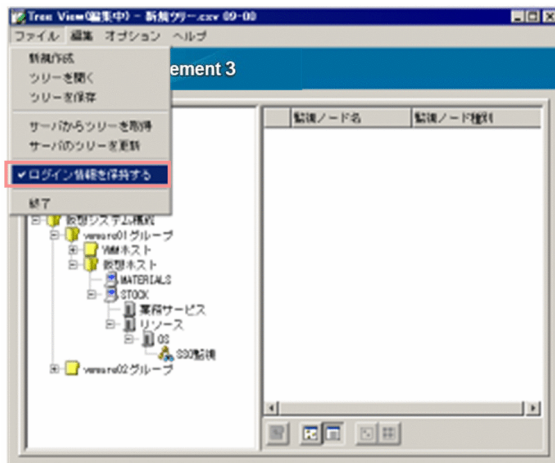 Tree View(編集中) - 新規ツリー.csv 09-00
ファイル 編集 オプション ヘルプ
新規作成
ツリーを開く
ツリーを保存
サーバからツリーを取得
サーバのツリーを更新
✓ログイン情報を保持する
終了
ement 3
監視ノード名 監視ノード種別
仮想システム構成
vmware01グループ
VMMホスト
仮想ホスト
MATERIALS
STOCK
業務サービス
リソース
OS
SSO監視
vmware02グループ